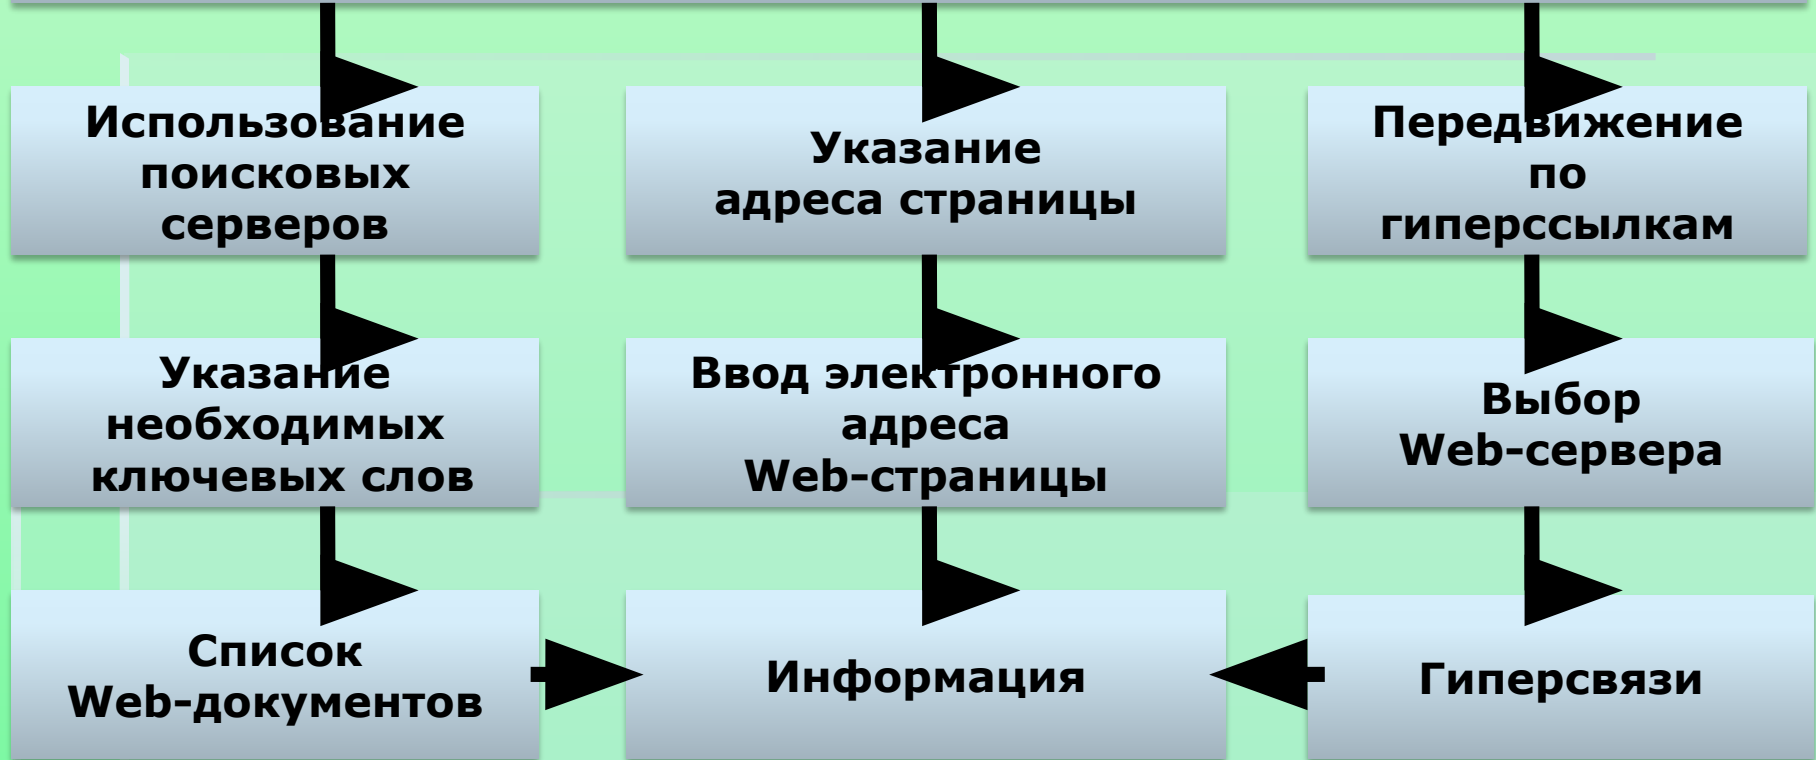 Использование
поисковых
серверов
Указание
адреса страницы
Передвижение
по
гиперссылкам
Указание
необходимых
ключевых слов
Ввод электронного
адреса
Web-страницы
Выбор
Web-сервера
Список
Web-документов
Информация
Гиперсвязи